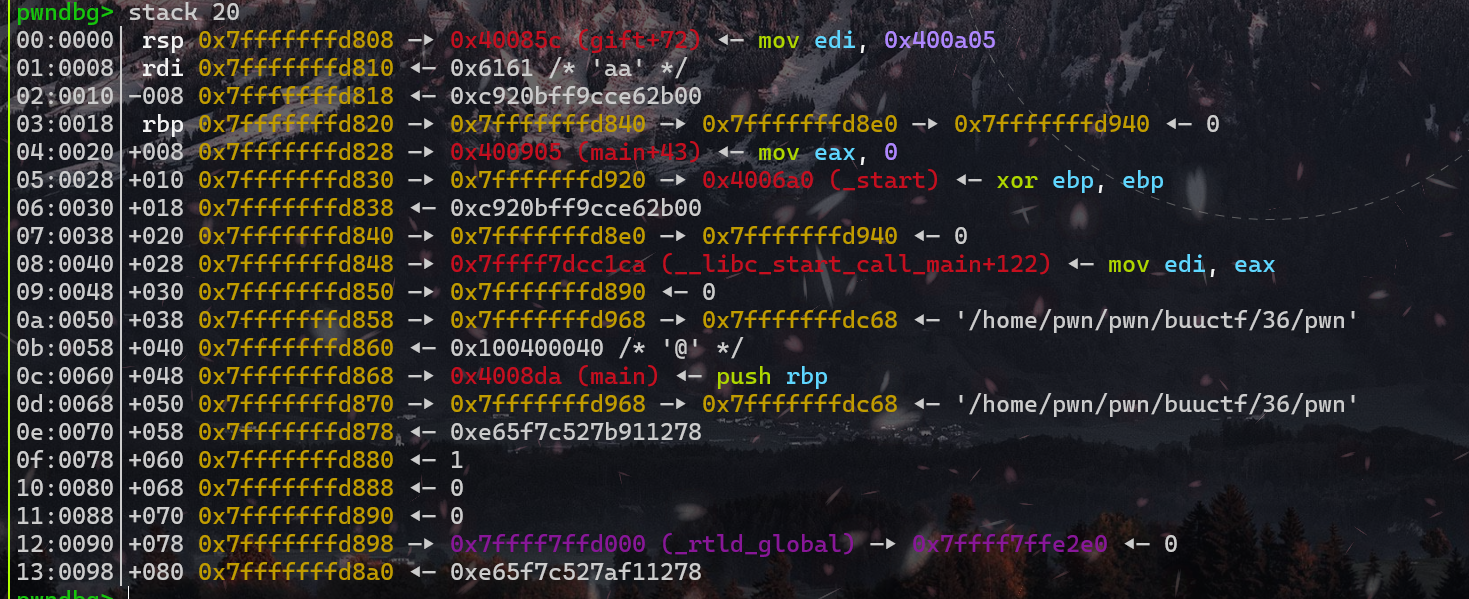 pwndbg> stack 20
00:0000│ rsp 0x7fffffffd808 —▸ 0x40085c (gift+72) ◂— mov edi, 0x400a05
01:0008│ rdi 0x7fffffffd810 ◂— 0x6161 /* 'aa' */
02:0010│-008 0x7fffffffd818 ◂— 0xc920bff9cce62b00
03:0018│ rbp 0x7fffffffd820 —▸ 0x7fffffffd840 —▸ 0x7fffffffd8e0 —▸ 0x7fffffffd940 ◂— 0
04:0020│+008 0x7fffffffd828 —▸ 0x400905 (main+43) ◂— mov eax, 0
05:0028│+010 0x7fffffffd830 —▸ 0x7fffffffd920 —▸ 0x4006a0 (_start) ◂— xor ebp, ebp
06:0030│+018 0x7fffffffd838 ◂— 0xc920bff9cce62b00
07:0038│+020 0x7fffffffd840 —▸ 0x7fffffffd8e0 —▸ 0x7fffffffd940 ◂— 0
08:0040│+028 0x7fffffffd848 —▸ 0x7ffff7dcc1ca (__libc_start_call_main+122) ◂— mov edi, eax
09:0048│+030 0x7fffffffd850 —▸ 0x7fffffffd890 ◂— 0
0a:0050│+038 0x7fffffffd858 —▸ 0x7fffffffd968 —▸ 0x7fffffffdc68 ◂— '/home/pwn/pwn/buuctf/36/pwn'
0b:0058│+040 0x7fffffffd860 ◂— 0x100400040 /* '@' */
0c:0060│+048 0x7fffffffd868 —▸ 0x4008da (main) ◂— push rbp
0d:0068│+050 0x7fffffffd870 —▸ 0x7fffffffd968 —▸ 0x7fffffffdc68 ◂— '/home/pwn/pwn/buuctf/36/pwn'
0e:0070│+058 0x7fffffffd878 ◂— 0xe65f7c527b911278
0f:0078│+060 0x7fffffffd880 ◂— 1
10:0080│+068 0x7fffffffd888 ◂— 0
11:0088│+070 0x7fffffffd890 ◂— 0
12:0090│+078 0x7fffffffd898 —▸ 0x7ffff7ffd000 (_rtld_global) —▸ 0x7ffff7ffe2e0 ◂— 0
13:0098│+080 0x7fffffffd8a0 ◂— 0xe65f7c527af11278
pwndbg>